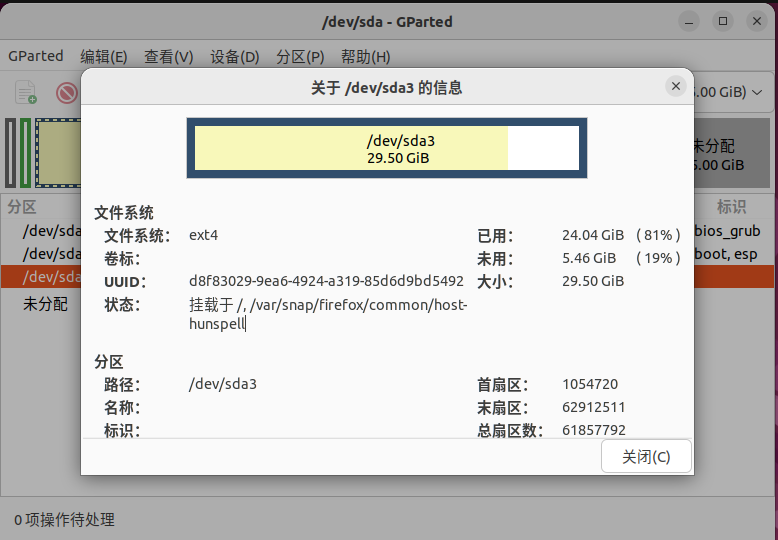 /dev/sda - GParted
GParted 编辑(E) 查看(V) 设备(D) 分区(P) 帮助(H)
关于 /dev/sda3 的信息
.00 GiB)
/dev/sda3
29.50 GiB
未分配
5.00 GiB
分区 标识
文件系统
文件系统： ext4 已用： 24.04 GiB ( 81% )
/dev/sda bios_grub
卷标： 未用： 5.46 GiB ( 19% )
/dev/sda boot, esp
UUID： d8f83029-9ea6-4924-a319-85d6d9bd5492 大小： 29.50 GiB
/dev/sda
状态： 挂载于 /, /var/snap/firefox/common/host-
hunspell
未分配
分区
路径： /dev/sda3 首扇区： 1054720
名称： 末扇区： 62912511
标识： 总扇区数： 61857792
关闭(C)
0 项操作待处理